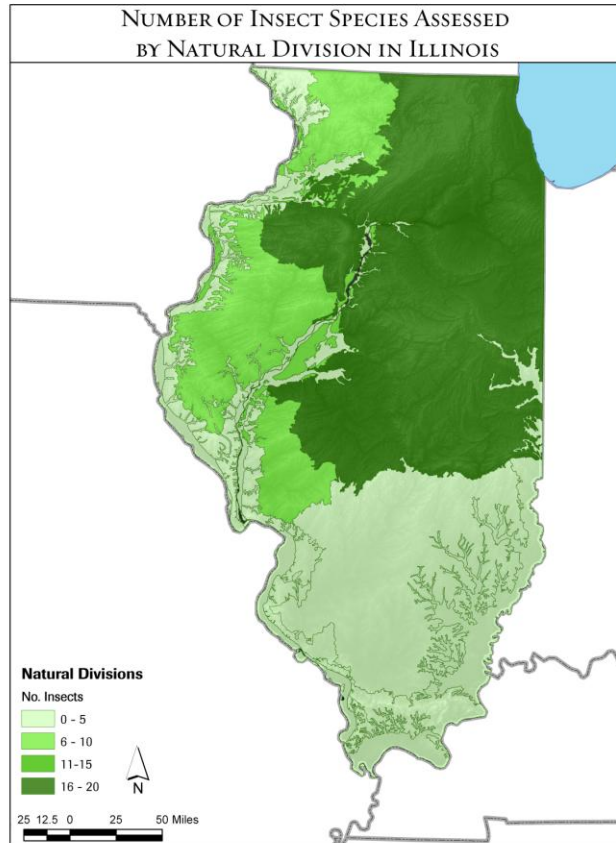 NUMBER OF INSECT SPECIES ASSESSED
BY NATURAL DIVISION IN ILLINOIS
Natural Divisions
No. Insects
0 - 5
6 - 10
11-15
16 - 20
N
25 12.5 0 25 50 Miles